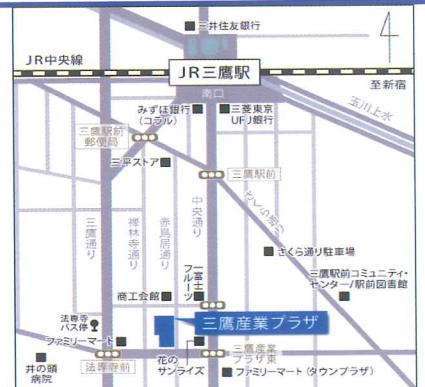 三井住友銀行
JR中央線
JR三鷹駅
至新宿
南口
玉川上水
みずほ銀行
(コラル)
三菱東京
UFJ銀行
三鷹駅前
郵便局
三平ストア
三鷹駅前
三鷹通り
禅林寺通り
赤鳥居通り
中央通り
さくら通り
さくら通り駐車場
一富士
フルーツ
三鷹駅前コミュニティ・
センター/駅前図書館
商工会館
三鷹産業プラザ
法専寺
バス停
ファミリーマート
花の
サンライズ
三鷹産業
プラザ東
井の頭
病院
法専寺前
ファミリーマート(タウンプラザ)